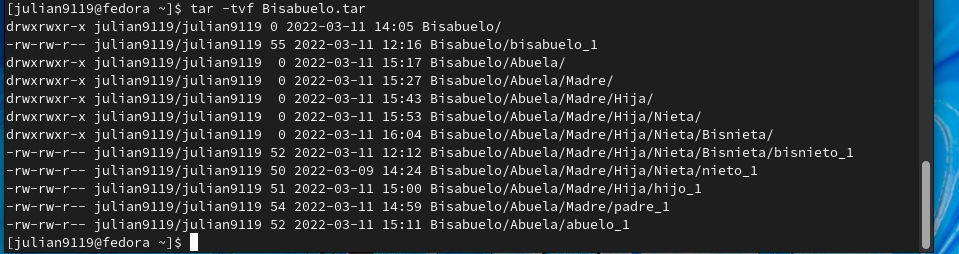 [julian9119@fedora ~]$ tar -tvf Bisabuelo.tar
drwxrwxr-x julian9119/julian9119 0 2022-03-11 14:05 Bisabuelo/
-rw-rw-r-- julian9119/julian9119 55 2022-03-11 12:16 Bisabuelo/bisabuelo_1
drwxrwxr-x julian9119/julian9119  0 2022-03-11 15:17 Bisabuelo/Abuela/
drwxrwxr-x julian9119/julian9119  0 2022-03-11 15:27 Bisabuelo/Abuela/Madre/
drwxrwxr-x julian9119/julian9119  0 2022-03-11 15:43 Bisabuelo/Abuela/Madre/Hija/
drwxrwxr-x julian9119/julian9119  0 2022-03-11 15:53 Bisabuelo/Abuela/Madre/Hija/Nieta/
drwxrwxr-x julian9119/julian9119  0 2022-03-11 16:04 Bisabuelo/Abuela/Madre/Hija/Nieta/Bisnieta/
-rw-rw-r-- julian9119/julian9119 52 2022-03-11 12:12 Bisabuelo/Abuela/Madre/Hija/Nieta/Bisnieta/bisnieto_1
-rw-rw-r-- julian9119/julian9119 50 2022-03-09 14:24 Bisabuelo/Abuela/Madre/Hija/Nieta/nieto_1
-rw-rw-r-- julian9119/julian9119 51 2022-03-11 15:00 Bisabuelo/Abuela/Madre/Hija/hijo_1
-rw-rw-r-- julian9119/julian9119 54 2022-03-11 14:59 Bisabuelo/Abuela/Madre/padre_1
-rw-rw-r-- julian9119/julian9119 52 2022-03-11 15:11 Bisabuelo/Abuela/abuelo_1
[julian9119@fedora ~]$